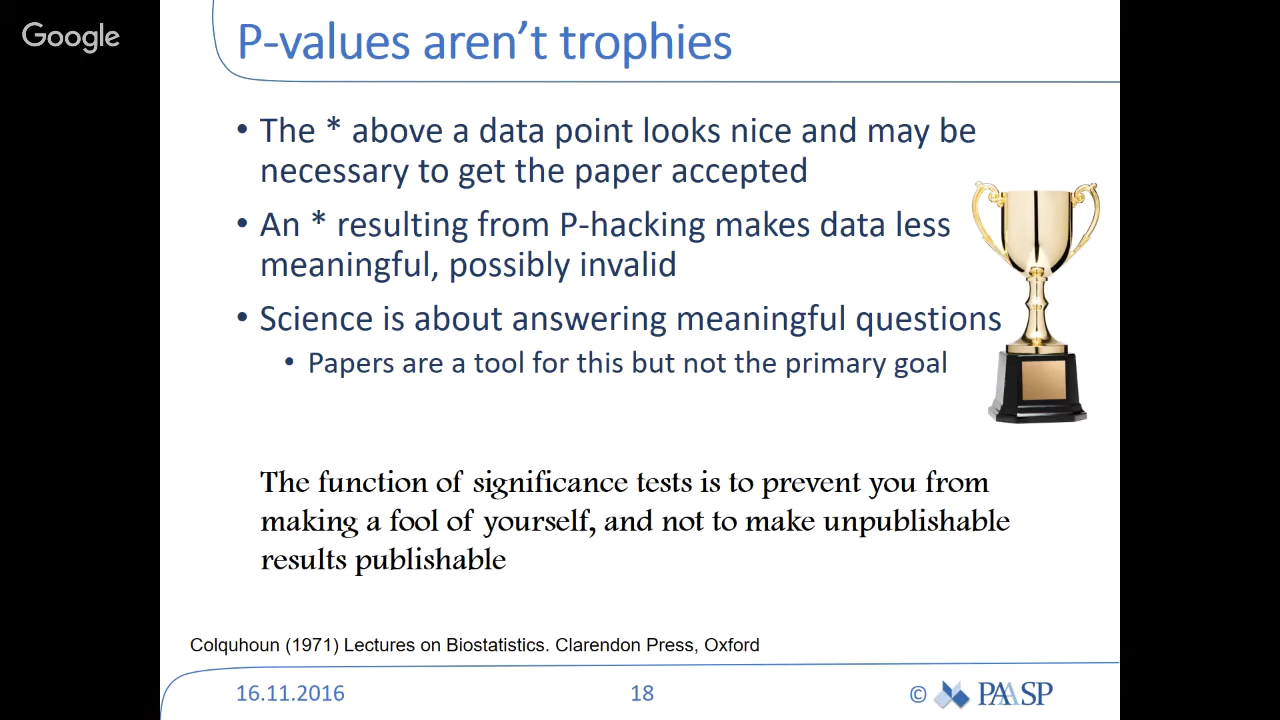 Google
P-values aren’t trophies
• The * above a data point looks nice and may be
necessary to get the paper accepted
• An * resulting from P-hacking makes data less
meaningful, possibly invalid
• Science is about answering meaningful questions
• Papers are a tool for this but not the primary goal
The function of significance tests is to prevent you from
making a fool of yourself, and not to make unpublishable
results publishable
Colquhoun (1971) Lectures on Biostatistics. Clarendon Press, Oxford
16.11.2016 18 © PAASP